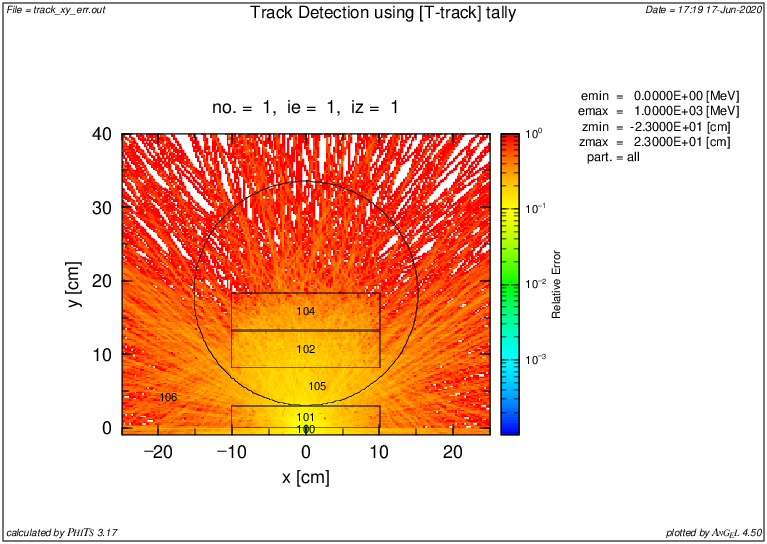 File = track_xy_err.out
Track Detection using [T-track] tally
Date = 17:19 17-Jun-2020
no. = 1, ie = 1, iz = 1
emin = 0.0000E+00 [MeV]
emax = 1.0000E+03 [MeV]
zmin = -2.3000E+01 [cm]
zmax = 2.3000E+01 [cm]
part. = all
40
30
20
10
0
y [cm]
−20
−10
0
10
20
x [cm]
104
102
105
106
101
100
10^0
10^-1
10^-2
10^-3
Relative Error
calculated by PHITS 3.17
plotted by ANGEL 4.50